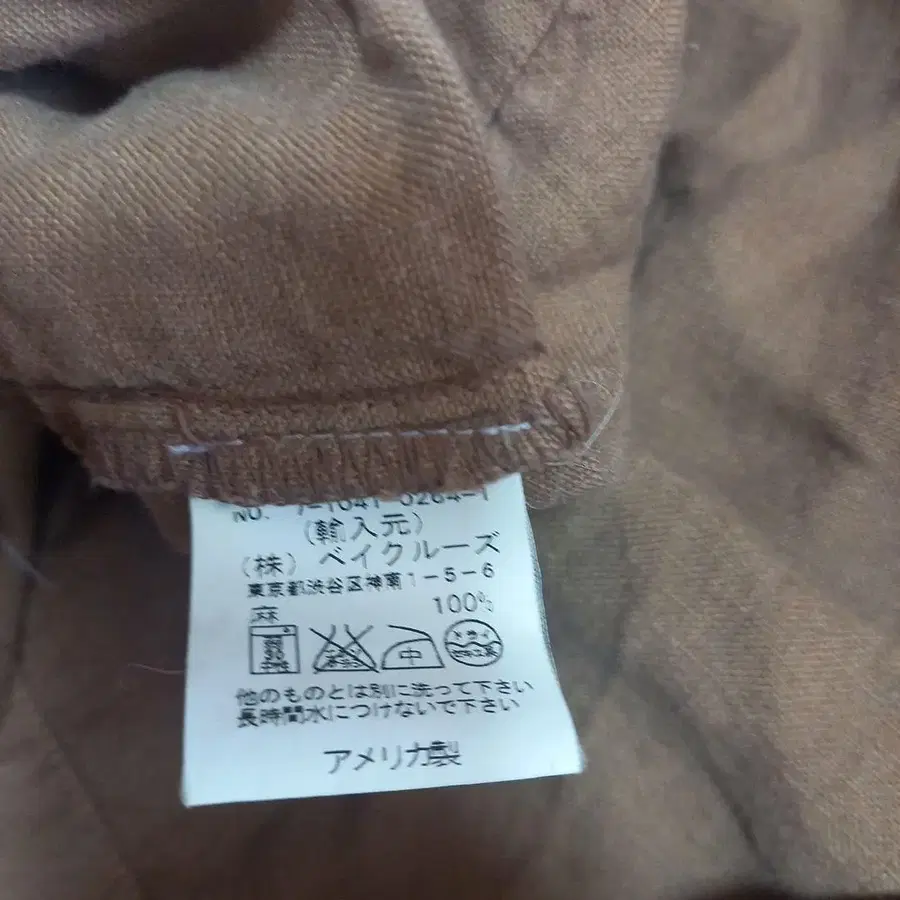 (輸入元)
(株) ベイクルーズ
東京都渋谷区神南1-5-6
麻 100%
中
他のものとは別に洗って下さい
長時間水につけないで下さい
アメリカ製